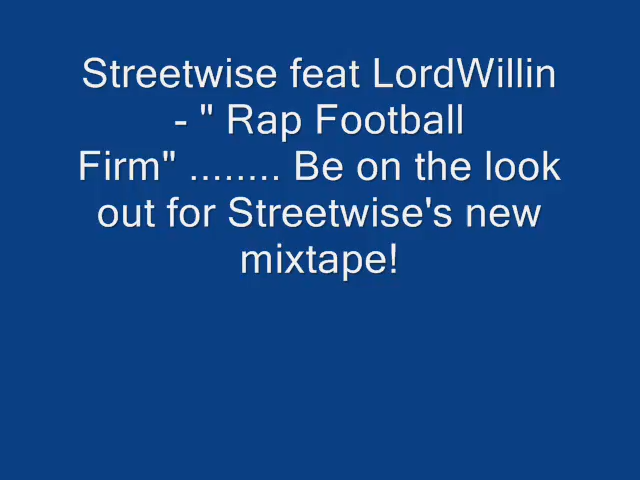 Streetwise feat LordWillin
- " Rap Football
Firm" ........ Be on the look
out for Streetwise's new
mixtape!